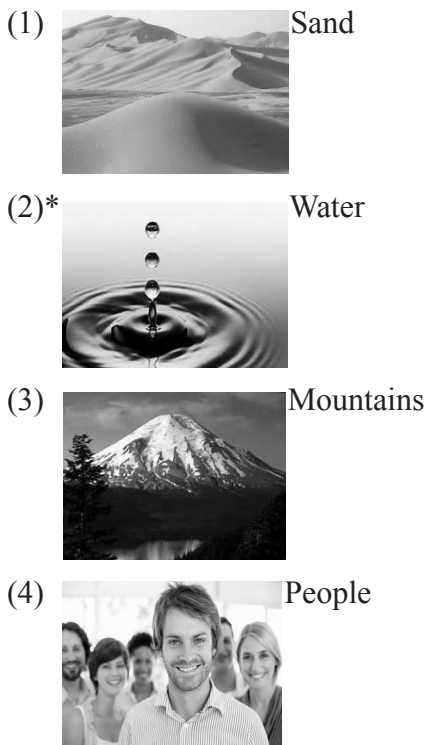 (1) Sand
(2)* Water
(3) Mountains
(4) People